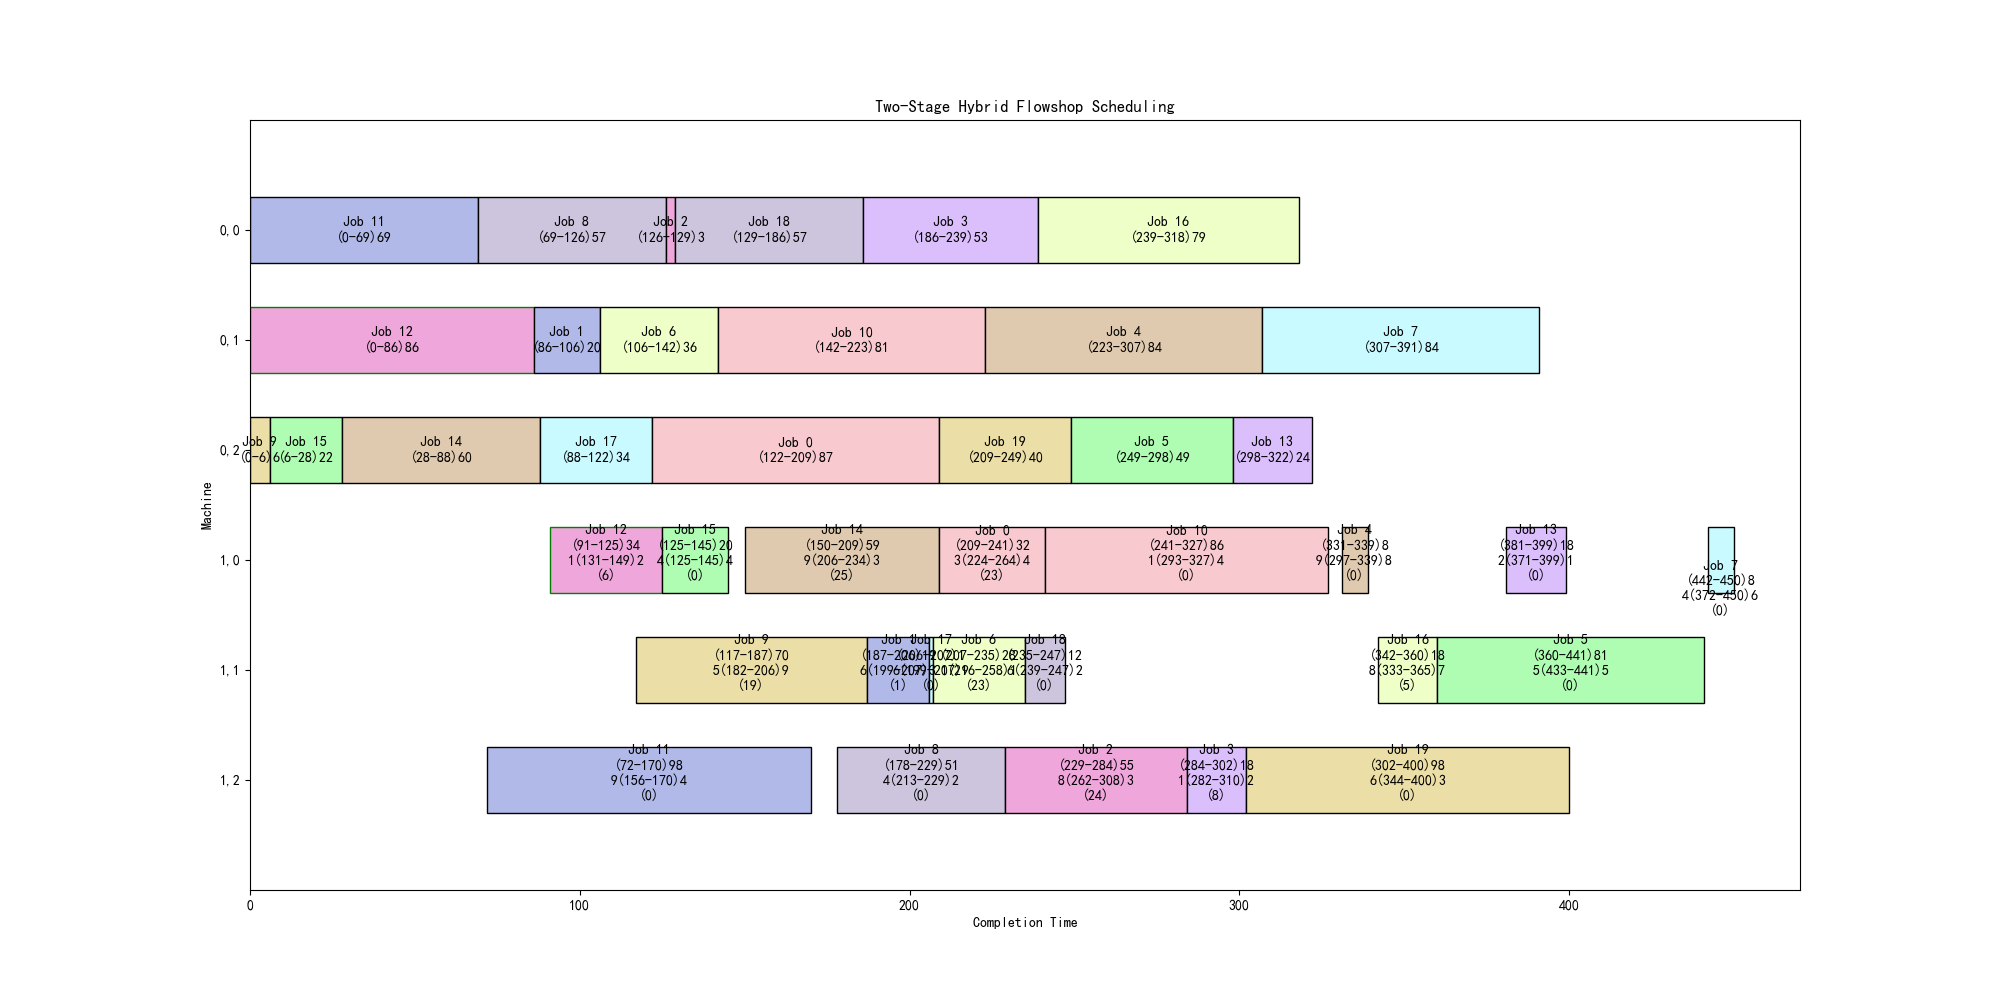 Two-Stage Hybrid Flowshop Scheduling
Machine
0,0
Job 11
(0-69)69
Job 8
(69-126)57
Job 2
(126-129)3
Job 18
(129-186)57
Job 3
(186-239)53
Job 16
(239-318)79
0,1
Job 12
(0-86)86
Job 1
(86-106)20
Job 6
(106-142)36
Job 10
(142-223)81
Job 4
(223-307)84
Job 7
(307-391)84
0,2
Job 9
(0-6)6
Job 15
(6-28)22
Job 14
(28-88)60
Job 17
(88-122)34
Job 0
(122-209)87
Job 19
(209-249)40
Job 5
(249-298)49
Job 13
(298-322)24
1,0
Job 12
(91-125)34
1(131-149)2
(6)
Job 15
(125-145)20
4(125-145)4
(0)
Job 14
(150-209)59
9(206-234)3
(25)
Job 0
(209-241)32
3(224-264)4
(23)
Job 10
(241-327)86
1(293-327)4
(0)
Job 4
(331-339)8
9(297-339)8
(0)
Job 13
(381-399)18
2(371-399)1
(0)
Job 7
(442-450)8
4(372-450)6
(0)
1,1
Job 9
(117-187)70
5(182-206)9
(19)
Job 1
(1)
Job 17
(0)
Job 6
(23)
Job 18
(235-247)12
(239-247)2
(0)
Job 16
(342-360)18
8(333-365)7
(5)
Job 5
(360-441)81
5(433-441)5
(0)
1,2
Job 11
(72-170)98
9(156-170)4
(0)
Job 8
(178-229)51
4(213-229)2
(0)
Job 2
(229-284)55
8(262-308)3
(24)
Job 3
(284-302)18
1(282-310)2
(8)
Job 19
(302-400)98
6(344-400)3
(0)
0
100
200
300
400
Completion Time